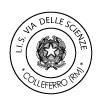 I.I.S. VIA DELLE SCIENZE
* COLLEFERRO (RM) *